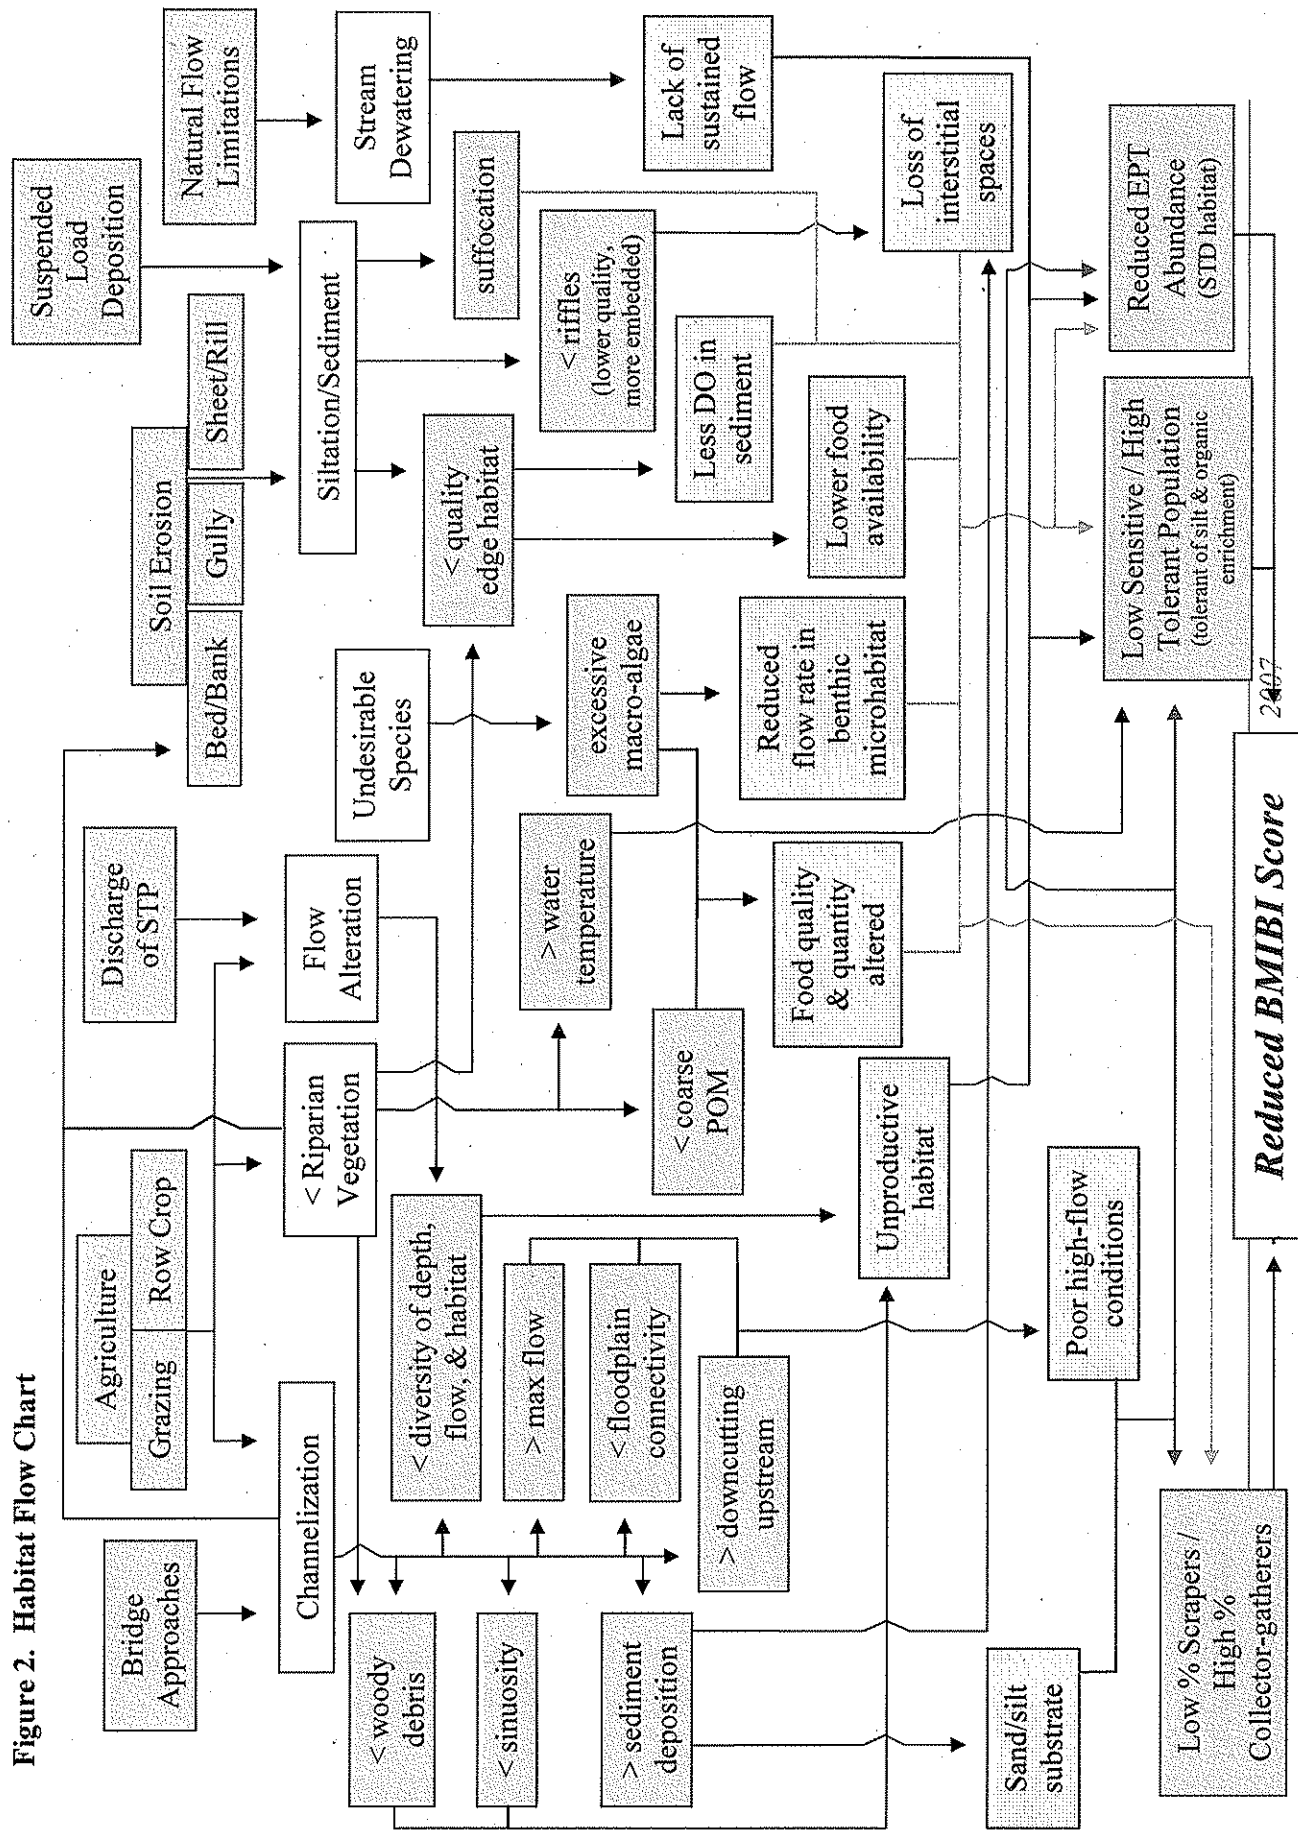 Figure 2. Habitat Flow Chart
Bridge
Approaches
Agriculture
Grazing
Row Crop
Discharge
of STP
Soil Erosion
Bed/Bank
Gully
Sheet/Rill
Suspended
Load
Deposition
Natural Flow
Limitations
Channelization
< Riparian
Vegetation
Flow
Alteration
Undesirable
Species
Siltation/Sediment
Stream
Dewatering
< woody
debris
< diversity of depth,
flow, & habitat
< quality
edge habitat
suffocation
< sinuosity
> max flow
> water
temperature
excessive
macro-algae
< riffles
(lower quality,
more embedded)
> sediment
deposition
< floodplain
connectivity
> downcutting
upstream
< coarse
POM
Less DO in
sediment
Lack of
sustained
flow
Food quality
& quantity
altered
Reduced
flow rate in
benthic
microhabitat
Lower food
availability
Unproductive
habitat
Loss of
interstitial
spaces
Sand/silt
substrate
Poor high-flow
conditions
Low % Scrapers /
High %
Collector-gatherers
Low Sensitive / High
Tolerant Population
(tolerant of silt & organic
enrichment)
Reduced EPT
Abundance
(STD habitat)
2007
Reduced BMIBI Score